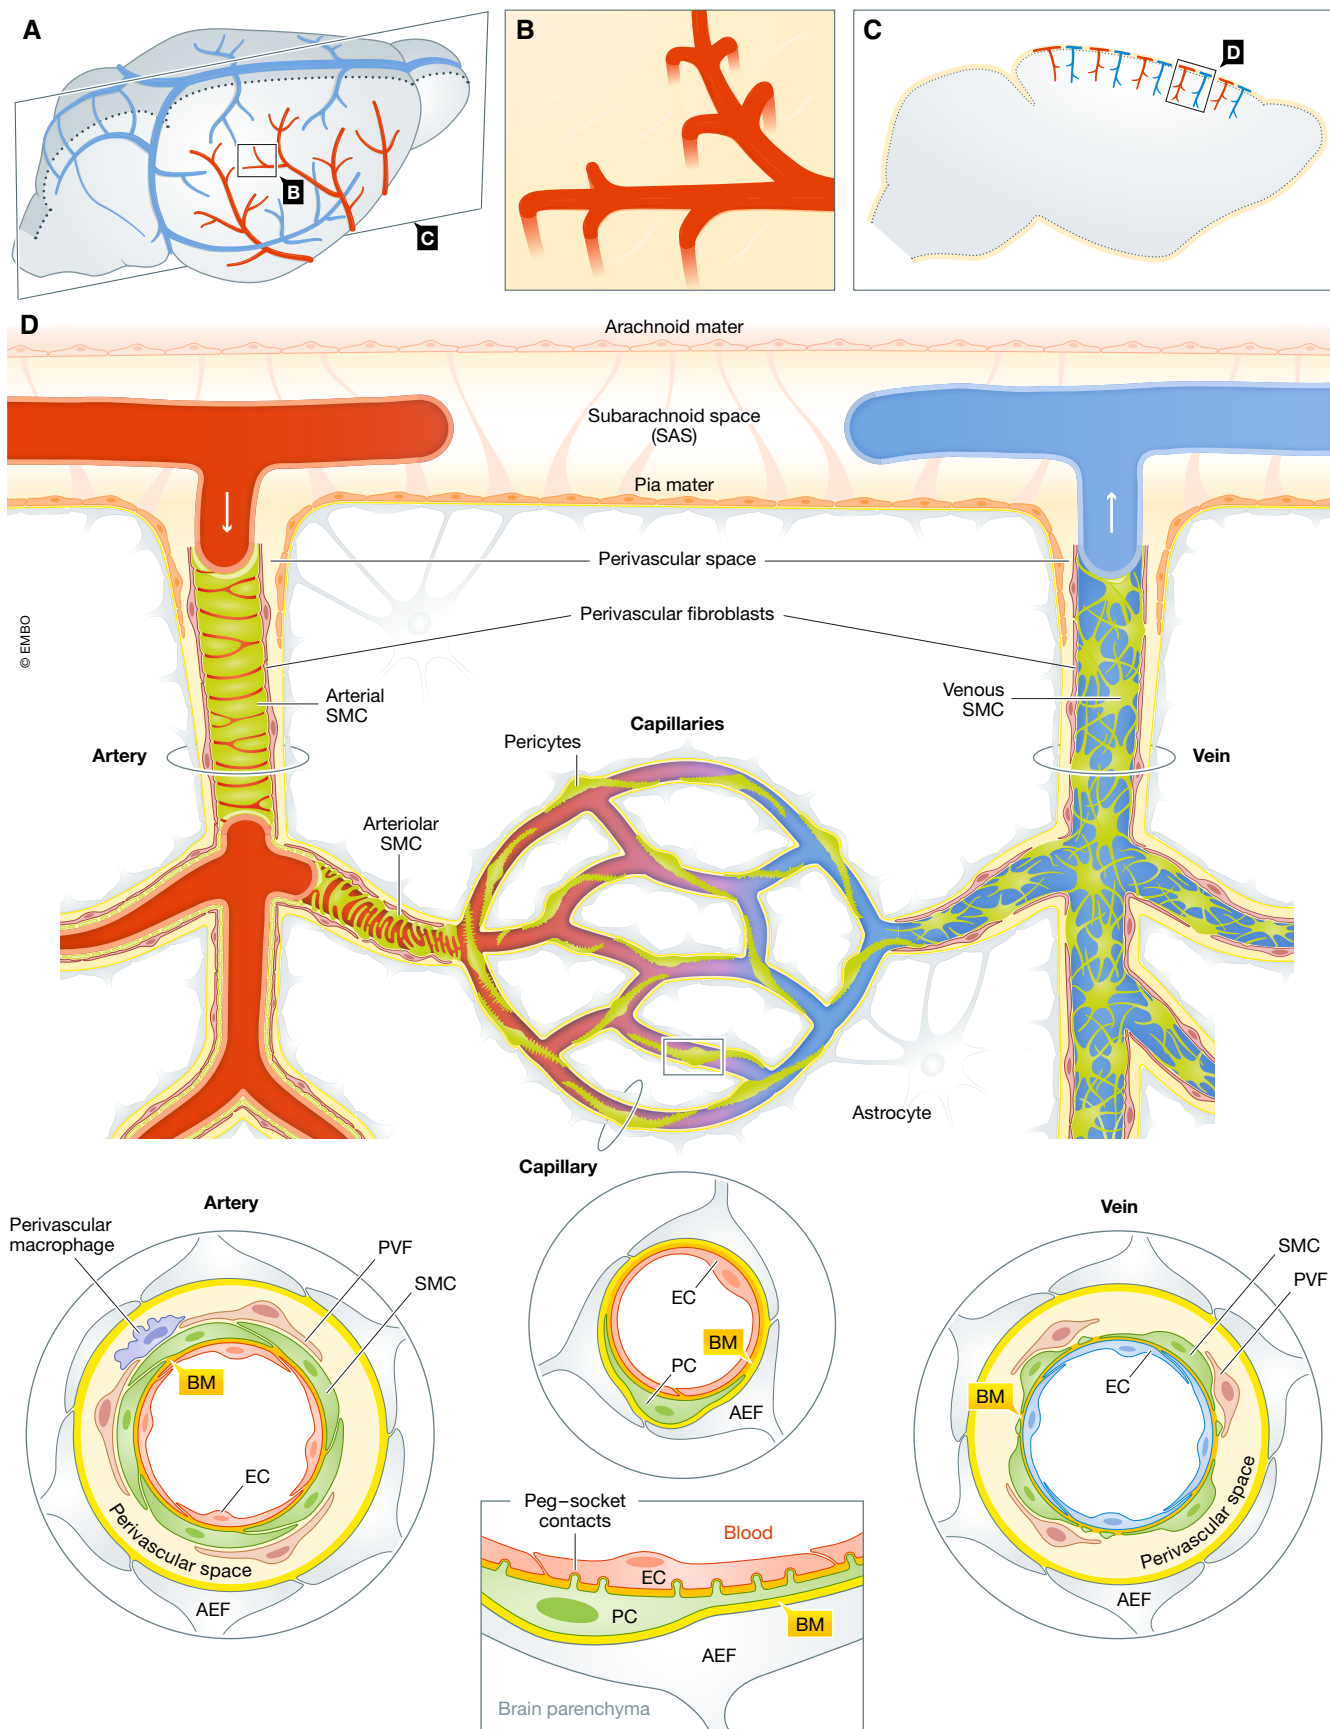 A
B
C
B
C
D
D
Arachnoid mater
Subarachnoid space
(SAS)
Pia mater
Perivascular space
Perivascular fibroblasts
© EMBO
Arterial
SMC
Venous
SMC
Capillaries
Artery
Pericytes
Vein
Arteriolar
SMC
Astrocyte
Capillary
Artery
Perivascular
macrophage
PVF
SMC
BM
EC
Perivascular space
AEF
EC
BM
PC
AEF
Vein
SMC
PVF
EC
BM
Perivascular space
AEF
Peg–socket
contacts
Blood
EC
PC
BM
AEF
Brain parenchyma